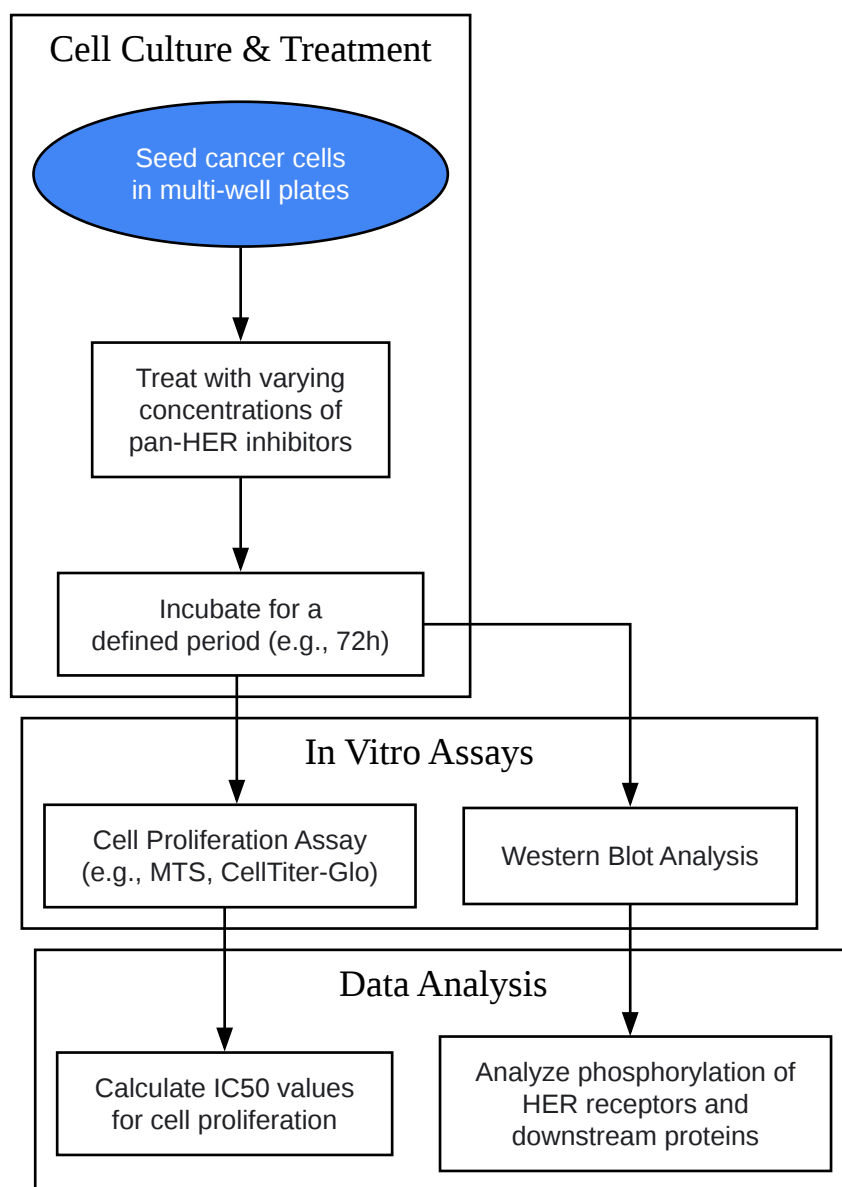 Cell Culture & Treatment
Seed cancer cells
in multi-well plates
Treat with varying
concentrations of
pan-HER inhibitors
Incubate for a
defined period (e.g., 72h)
In Vitro Assays
Cell Proliferation Assay
(e.g., MTS, CellTiter-Glo)
Western Blot Analysis
Data Analysis
Calculate IC50 values
for cell proliferation
Analyze phosphorylation of
HER receptors and
downstream proteins